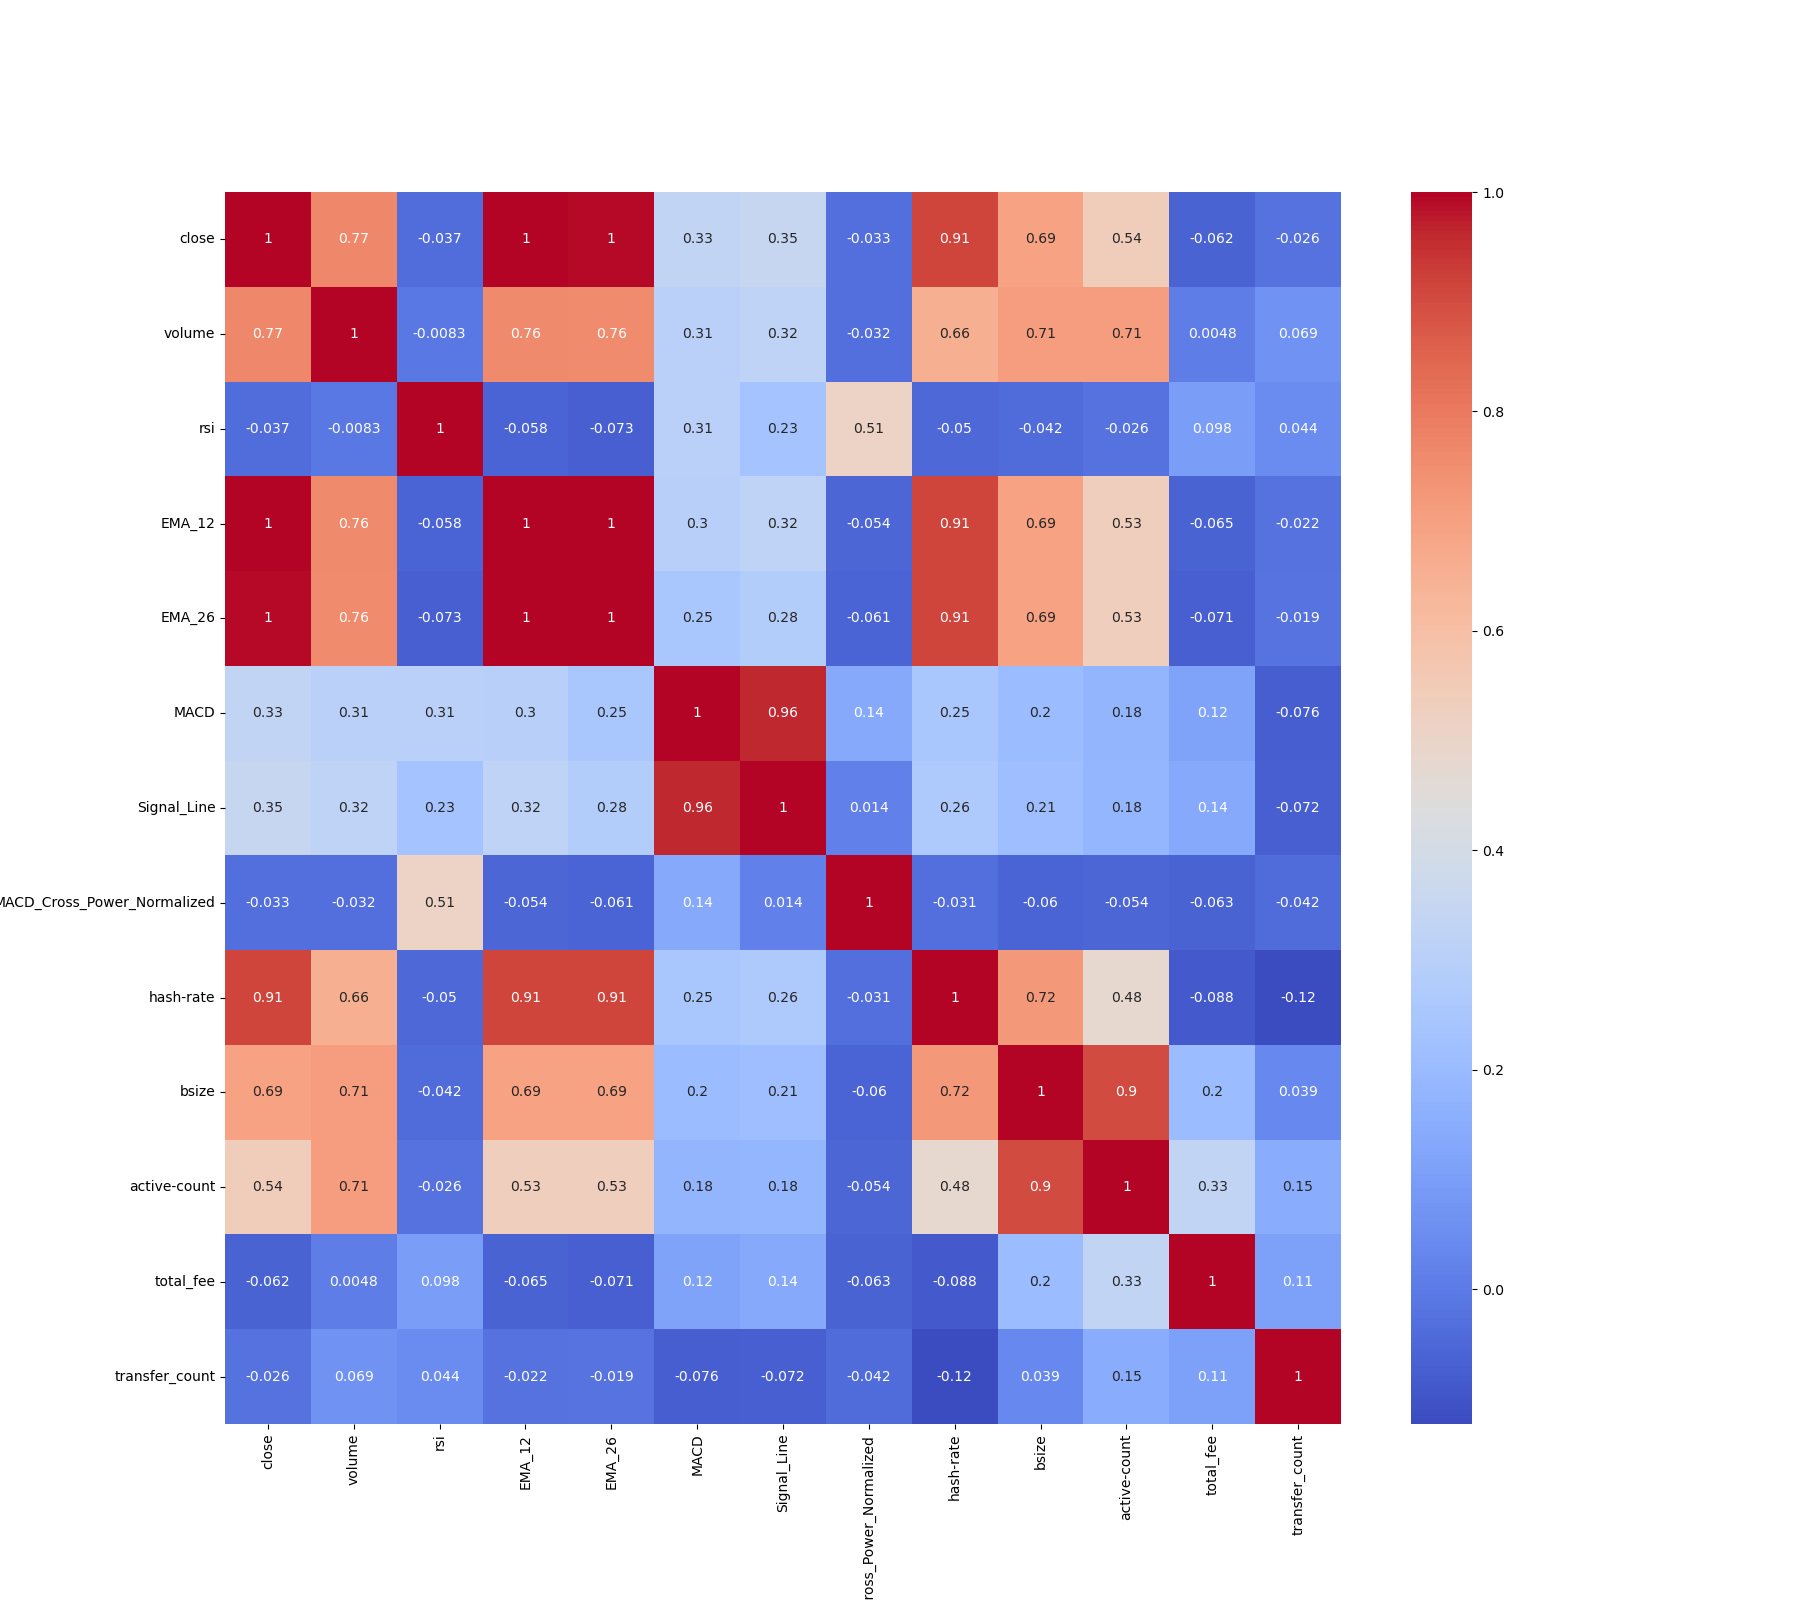 close 1 0.77 -0.037 1 1 0.33 0.35 -0.033 0.91 0.69 0.54 -0.062 -0.026
volume 0.77 1 -0.0083 0.76 0.76 0.31 0.32 -0.032 0.66 0.71 0.71 0.0048 0.069
rsi -0.037 -0.0083 1 -0.058 -0.073 0.31 0.23 0.51 -0.05 -0.042 -0.026 0.098 0.044
EMA_12 1 0.76 -0.058 1 1 0.3 0.32 -0.054 0.91 0.69 0.53 -0.065 -0.022
EMA_26 1 0.76 -0.073 1 1 0.25 0.28 -0.061 0.91 0.69 0.53 -0.071 -0.019
MACD 0.33 0.31 0.31 0.3 0.25 1 0.96 0.14 0.25 0.2 0.18 0.12 -0.076
Signal_Line 0.35 0.32 0.23 0.32 0.28 0.96 1 0.014 0.26 0.21 0.18 0.14 -0.072
MACD_Cross_Power_Normalized -0.033 -0.032 0.51 -0.054 -0.061 0.14 0.014 1 -0.031 -0.06 -0.054 -0.063 -0.042
hash-rate 0.91 0.66 -0.05 0.91 0.91 0.25 0.26 -0.031 1 0.72 0.48 -0.088 -0.12
bsize 0.69 0.71 -0.042 0.69 0.69 0.2 0.21 -0.06 0.72 1 0.9 0.2 0.039
active-count 0.54 0.71 -0.026 0.53 0.53 0.18 0.18 -0.054 0.48 0.9 1 0.33 0.15
total_fee -0.062 0.0048 0.098 -0.065 -0.071 0.12 0.14 -0.063 -0.088 0.2 0.33 1 0.11
transfer_count -0.026 0.069 0.044 -0.022 -0.019 -0.076 -0.072 -0.042 -0.12 0.039 0.15 0.11 1
close
volume
rsi
EMA_12
EMA_26
MACD
Signal_Line
ross_Power_Normalized
hash-rate
bsize
active-count
total_fee
transfer_count
1.0
0.8
0.6
0.4
0.2
0.0